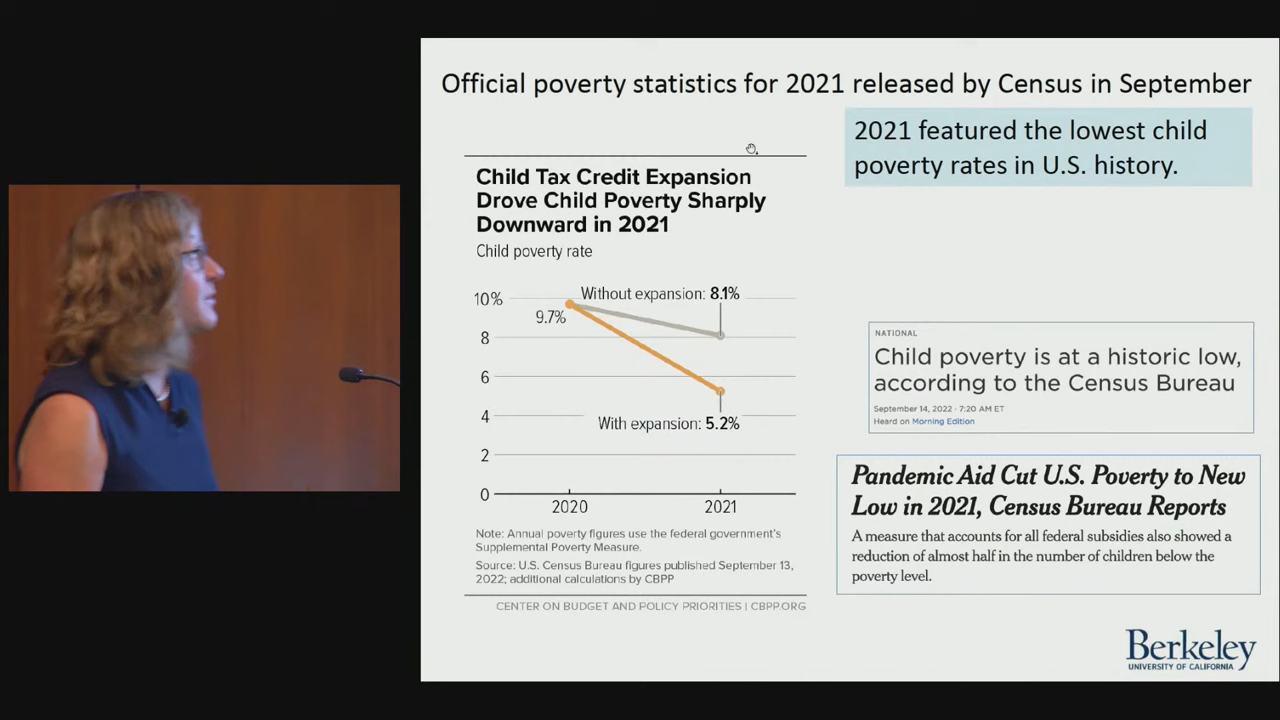 Official poverty statistics for 2021 released by Census in September
2021 featured the lowest child
poverty rates in U.S. history.
Child Tax Credit Expansion
Drove Child Poverty Sharply
Downward in 2021
Child poverty rate
10%
Without expansion: 8.1%
9.7%
8
6
4
With expansion: 5.2%
2
0
2020
2021
Note: Annual poverty figures use the federal government's
Supplemental Poverty Measure.
Source: U.S. Census Bureau figures published September 13,
2022; additional calculations by CBPP
CENTER ON BUDGET AND POLICY PRIORITIES | CBPP.ORG
NATIONAL
Child poverty is at a historic low,
according to the Census Bureau
September 14, 2022 · 7:20 AM ET
Heard on Morning Edition
Pandemic Aid Cut U.S. Poverty to New
Low in 2021, Census Bureau Reports
A measure that accounts for all federal subsidies also showed a
reduction of almost half in the number of children below the
poverty level.
Berkeley
UNIVERSITY OF CALIFORNIA